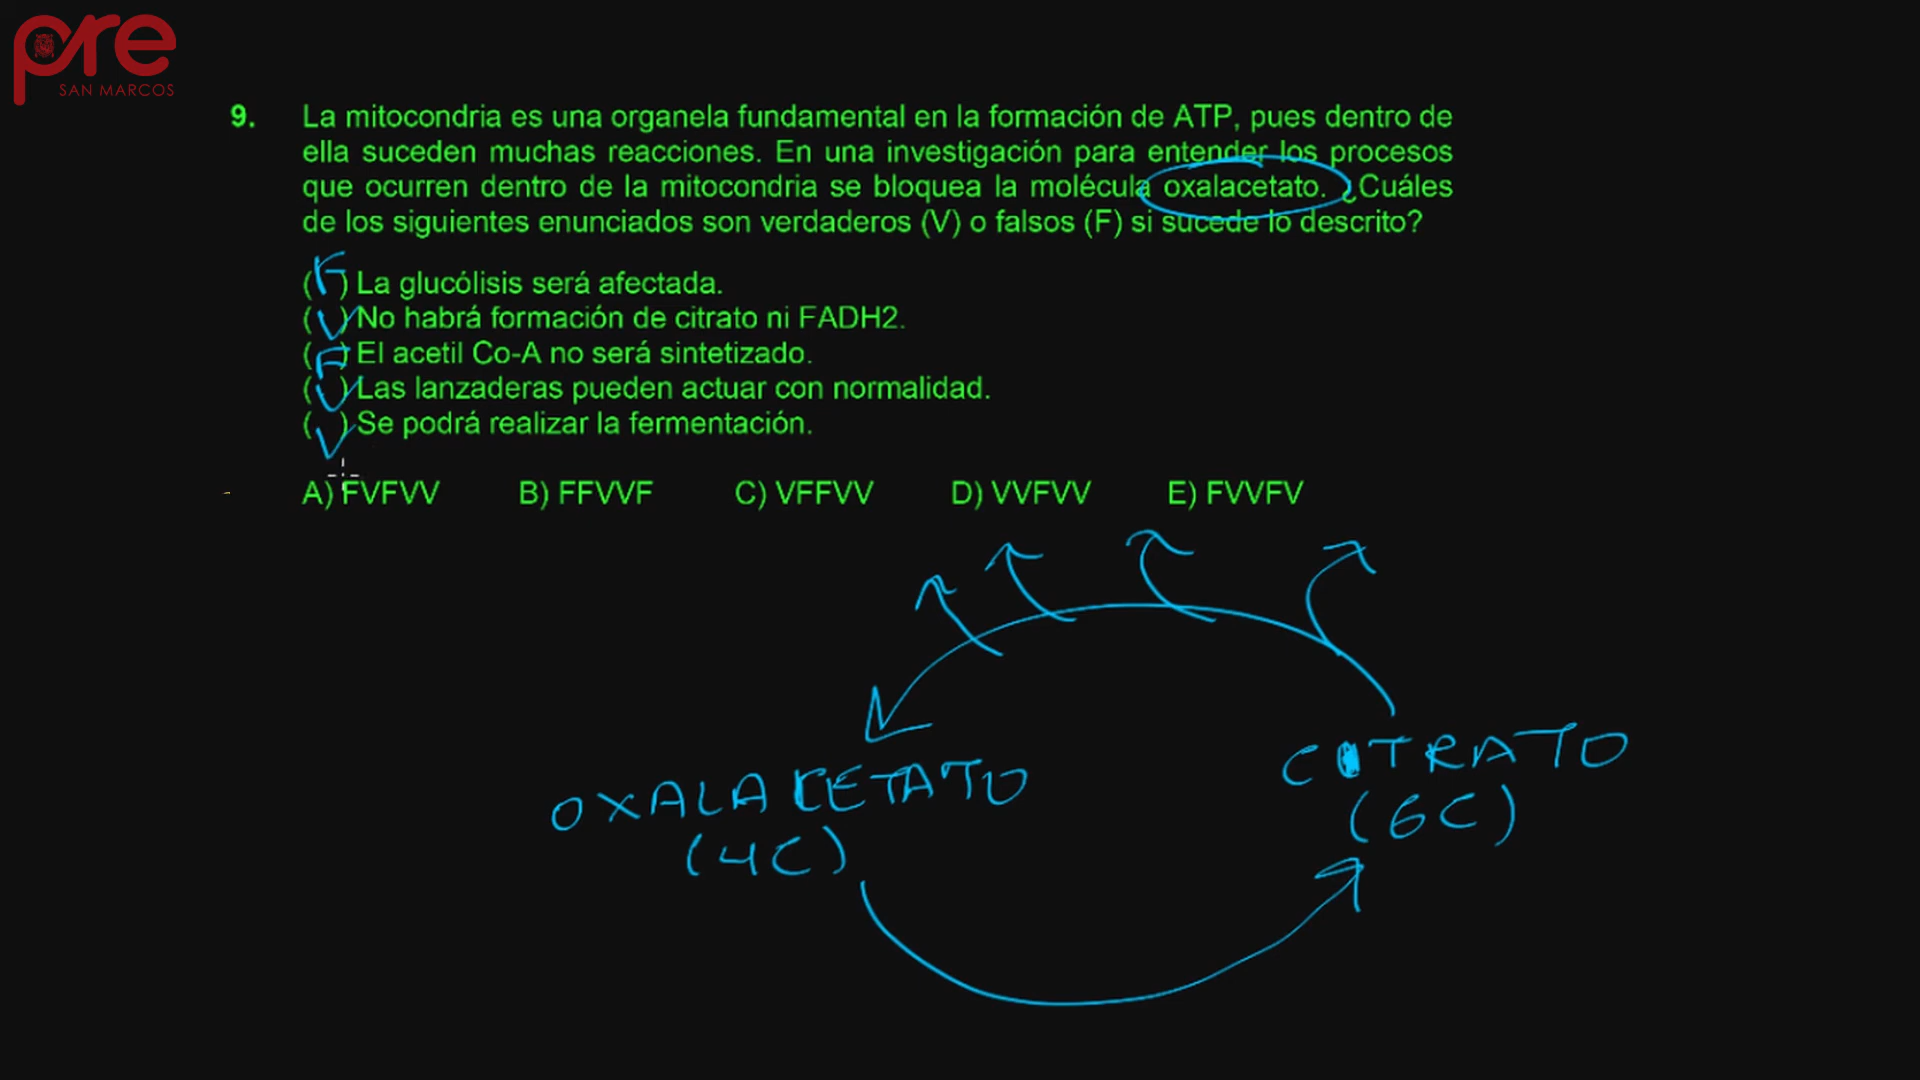 pre
SAN MARCOS
9. La mitocondria es una organela fundamental en la formación de ATP, pues dentro de
ella suceden muchas reacciones. En una investigación para entender los procesos
que ocurren dentro de la mitocondria se bloquea la molécula oxalacetato. ¿Cuáles
de los siguientes enunciados son verdaderos (V) o falsos (F) si sucede lo descrito?
(F) La glucólisis será afectada.
(V) No habrá formación de citrato ni FADH2.
(F) El acetil Co-A no será sintetizado.
(V) Las lanzaderas pueden actuar con normalidad.
(V) Se podrá realizar la fermentación.
A) FVFVV B) FFVVF C) VFFVV D) VVFVV E) FVVFV
OXALACETATO
(4C)
CITRATO
(6C)